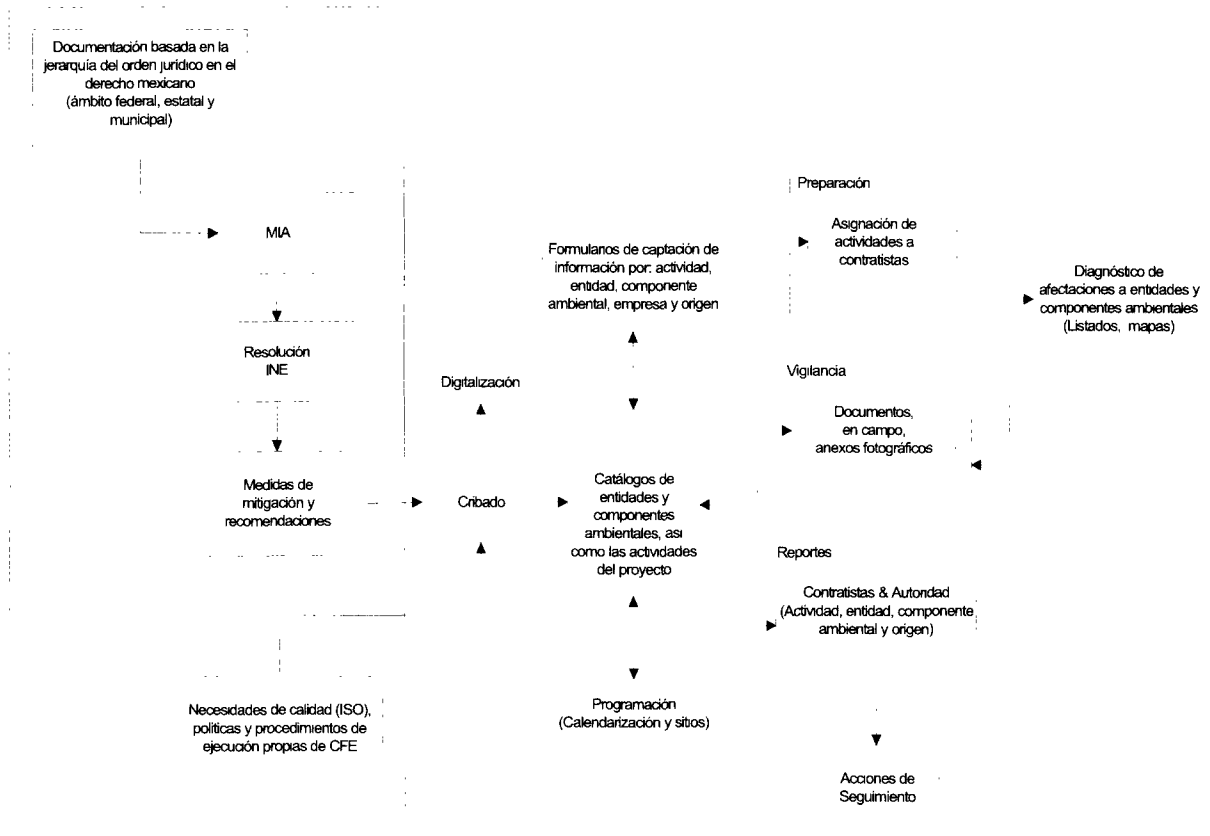 Documentación basada en la
jerarquía del orden jurídico en el
derecho mexicano
(ámbito federal, estatal y
municipal)
MIA
Resolución
INE
Medidas de
mitigación y
recomendaciones
Necesidades de calidad (ISO),
políticas y procedimientos de
ejecución propias de CFE
Digitalización
Cribado
Formularios de captación de
información por: actividad,
entidad, componente
ambiental, empresa y origen
Catálogos de
entidades y
componentes
ambientales, asi
como las actividades
del proyecto
Programación
(Calendarización y sitios)
Preparación
Asignación de
actividades a
contratistas
Vigilancia
Documentos,
en campo,
anexos fotográficos
Reportes
Contratistas & Autoridad
(Actividad, entidad, componente
ambiental y origen)
Acciones de
Seguimiento
Diagnóstico de
afectaciones a entidades y
componentes ambientales
(Listados, mapas)